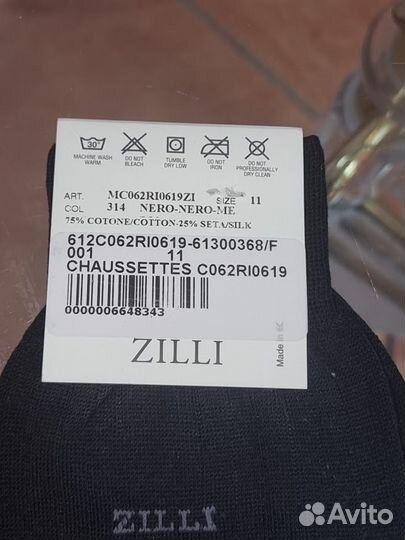 30°
MACHINE WASH WARM
DO NOT BLEACH
TUMBLE DRY LOW
DO NOT IRON
DO NOT PROFESSIONALLY DRY CLEAN
ART. MC062RI0619ZI SIZE 11
COL 314 NERO-NERO-ME
75% COTONE/COTTON-25% SETA/SILK
612C062RI0619-61300368/F
001 11
CHAUSSETTES C062RI0619
0000006648343
ZILLI
Made in
ZILLI
Avito